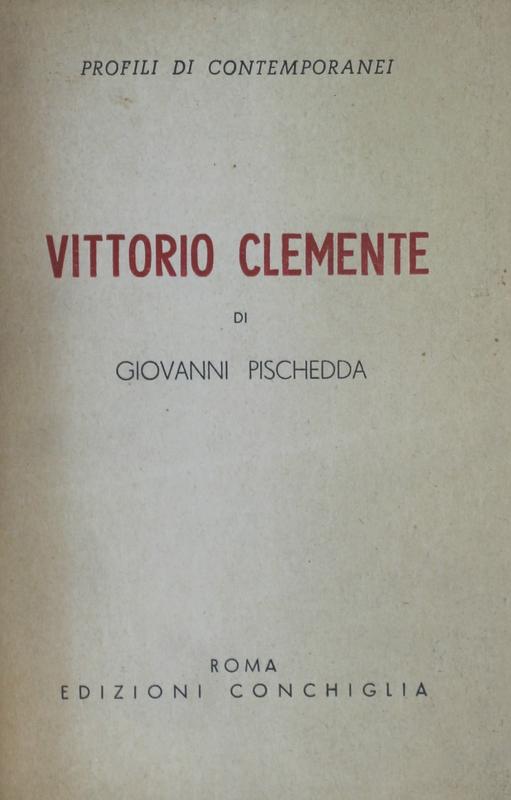 PROFILI DI CONTEMPORANEI
VITTORIO CLEMENTE
DI
GIOVANNI PISCHEDDA
ROMA
EDIZIONI CONCHIGLIA